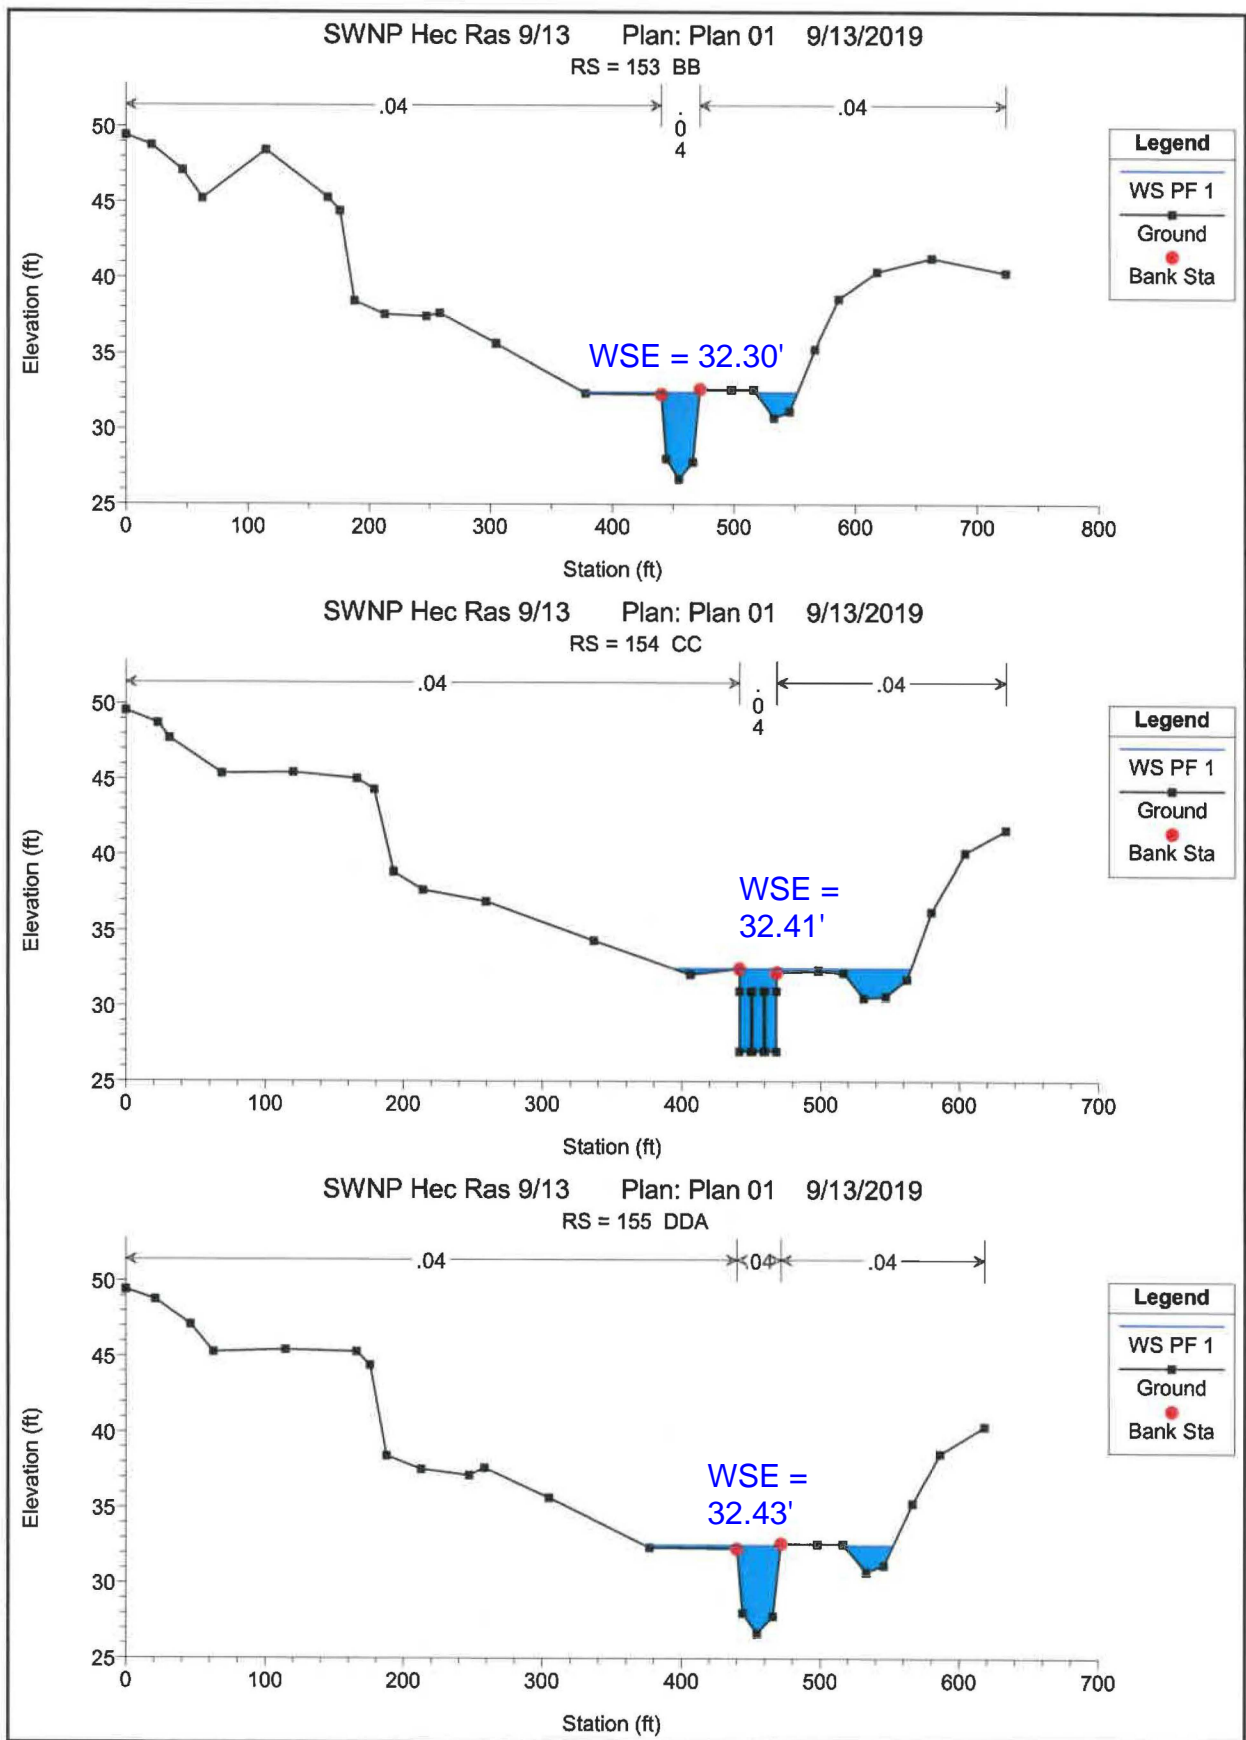 SWNP Hec Ras 9/13 Plan: Plan 01 9/13/2019
RS = 153 BB
.04
.04
.04
Legend
WS PF 1
Ground
Bank Sta
WSE = 32.30'
Elevation (ft)
50
45
40
35
30
25
0 100 200 300 400 500 600 700 800
Station (ft)
SWNP Hec Ras 9/13 Plan: Plan 01 9/13/2019
RS = 154 CC
.04
.04
.04
Legend
WS PF 1
Ground
Bank Sta
WSE =
32.41'
Elevation (ft)
50
45
40
35
30
25
0 100 200 300 400 500 600 700
Station (ft)
SWNP Hec Ras 9/13 Plan: Plan 01 9/13/2019
RS = 155 DDA
.04
.04
.04
Legend
WS PF 1
Ground
Bank Sta
WSE =
32.43'
Elevation (ft)
50
45
40
35
30
25
0 100 200 300 400 500 600 700
Station (ft)